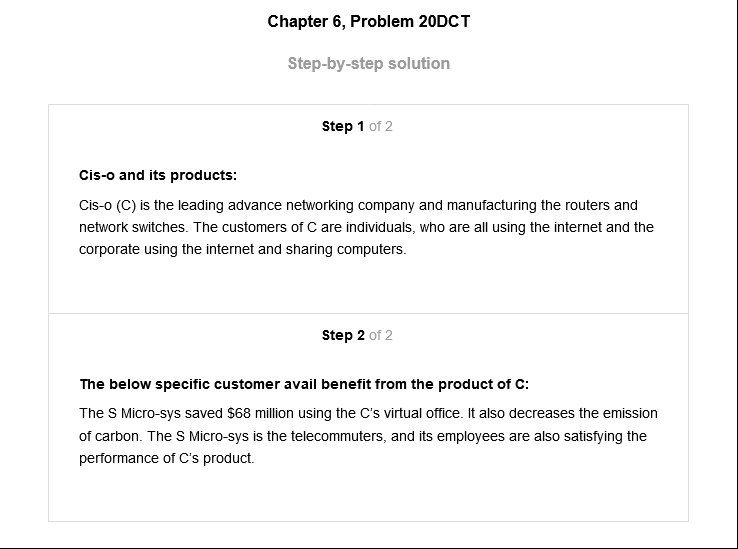 Chapter 6, Problem 20DCT
Step-by-step solution
Step 1 of 2
Cis-o and its products:
Cis-o (C) is the leading advance networking company and manufacturing the routers and
network switches. The customers of C are individuals, who are all using the internet and the
corporate using the internet and sharing computers.
Step 2 of 2
The below specific customer avail benefit from the product of C:
The S Micro-sys saved $68 million using the C's virtual office. It also decreases the emission
of carbon. The S Micro-sys is the telecommuters, and its employees are also satisfying the
performance of C's product.